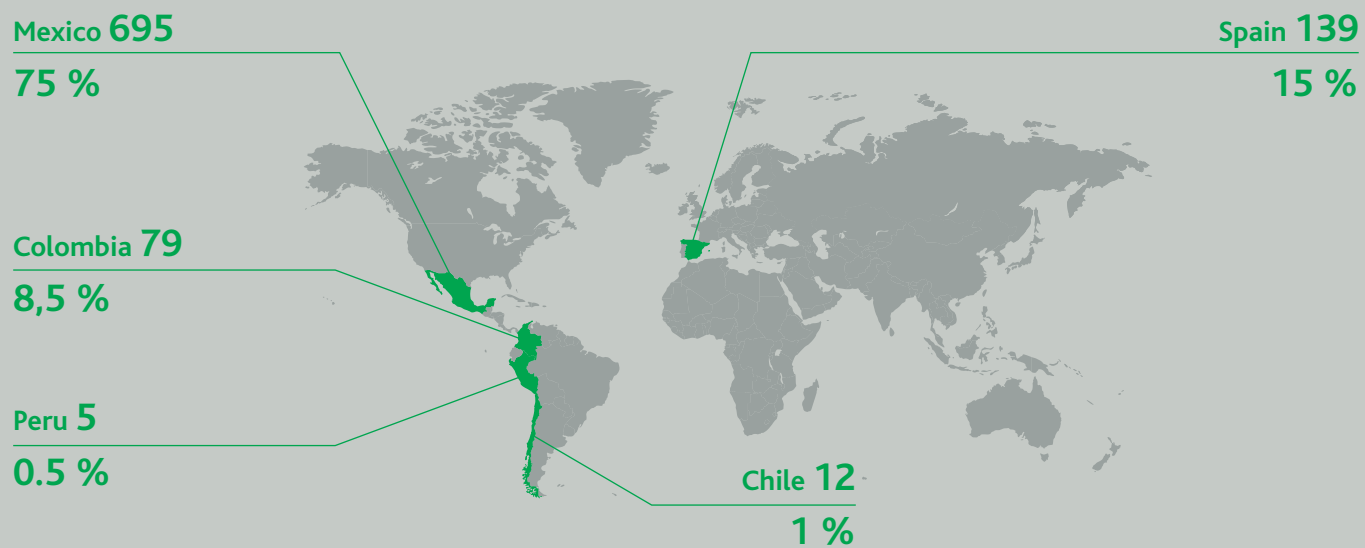 Mexico 695
75 %
Spain 139
15 %
Colombia 79
8,5 %
Peru 5
0.5 %
Chile 12
1 %